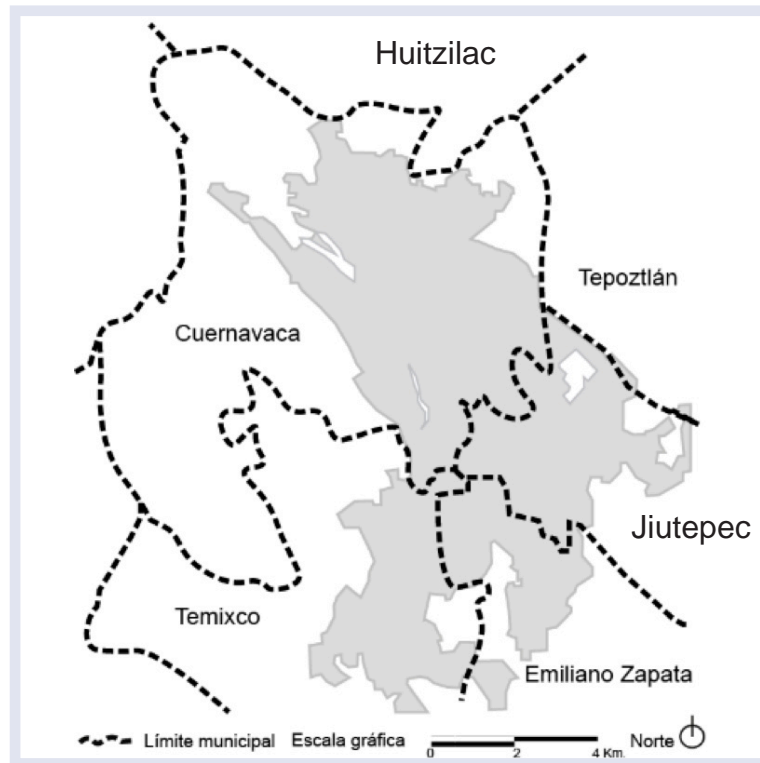 Huitzilac
Tepoztlán
Cuernavaca
Jiutepec
Temixco
Emiliano Zapata
Límite municipal Escala gráfica 0 2 4 Km. Norte